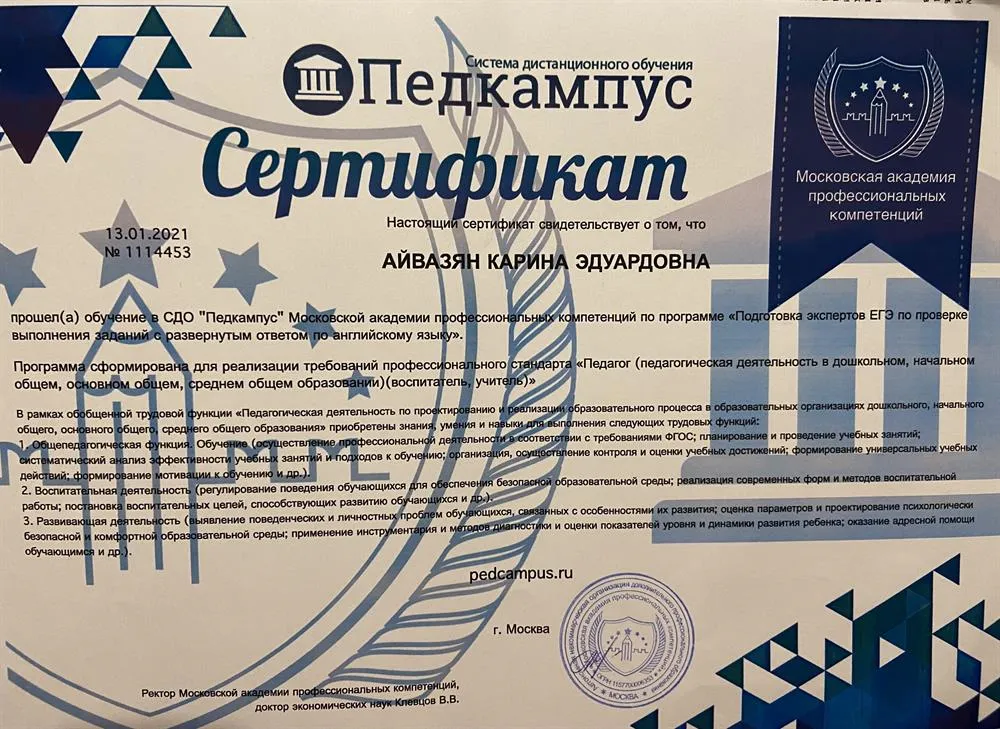 Система дистанционного обучения
Педкампус
Сертификат
Московская академия
профессиональных
компетенций
Настоящий сертификат свидетельствует о том, что
13.01.2021
№ 1114453
АЙВАЗЯН КАРИНА ЭДУАРДОВНА
прошел(а) обучение в СДО "Педкампус" Московской академии профессиональных компетенций по программе «Подготовка экспертов ЕГЭ по проверке
выполнения заданий с развернутым ответом по английскому языку».
Программа сформирована для реализации требований профессионального стандарта «Педагог (педагогическая деятельность в дошкольном, начальном
общем, основном общем, среднем общем образовании)(воспитатель, учитель)»
В рамках обобщенной трудовой функции «Педагогическая деятельность по проектированию и реализации образовательного процесса в образовательных организациях дошкольного, начального
общего, основного общего, среднего общего образования» приобретены знания, умения и навыки для выполнения следующих трудовых функций:
1. Общепедагогическая функция. Обучение (осуществление профессиональной деятельности в соответствии с требованиями ФГОС; планирование и проведение учебных занятий;
систематический анализ эффективности учебных занятий и подходов к обучению; организация, осуществление контроля и оценки учебных достижений; формирование универсальных учебных
действий; формирование мотивации к обучению и др.).
2. Воспитательная деятельность (регулирование поведения обучающихся для обеспечения безопасной образовательной среды; реализация современных форм и методов воспитательной
работы; постановка воспитательных целей, способствующих развитию обучающихся и др.).
3. Развивающая деятельность (выявление поведенческих и личностных проблем обучающихся, связанных с особенностями их развития; оценка параметров и проектирование психологически
безопасной и комфортной образовательной среды; применение инструментария и методов диагностики и оценки показателей уровня и динамики развития ребенка; оказание адресной помощи
обучающимся и др.).
pedcampus.ru
г. Москва
Ректор Московской академии профессиональных компетенций,
доктор экономических наук Клевцов В.В.
некоммерческая организация дополнительного профессионального образования
Московская академия профессиональных компетенций
МОСКВА